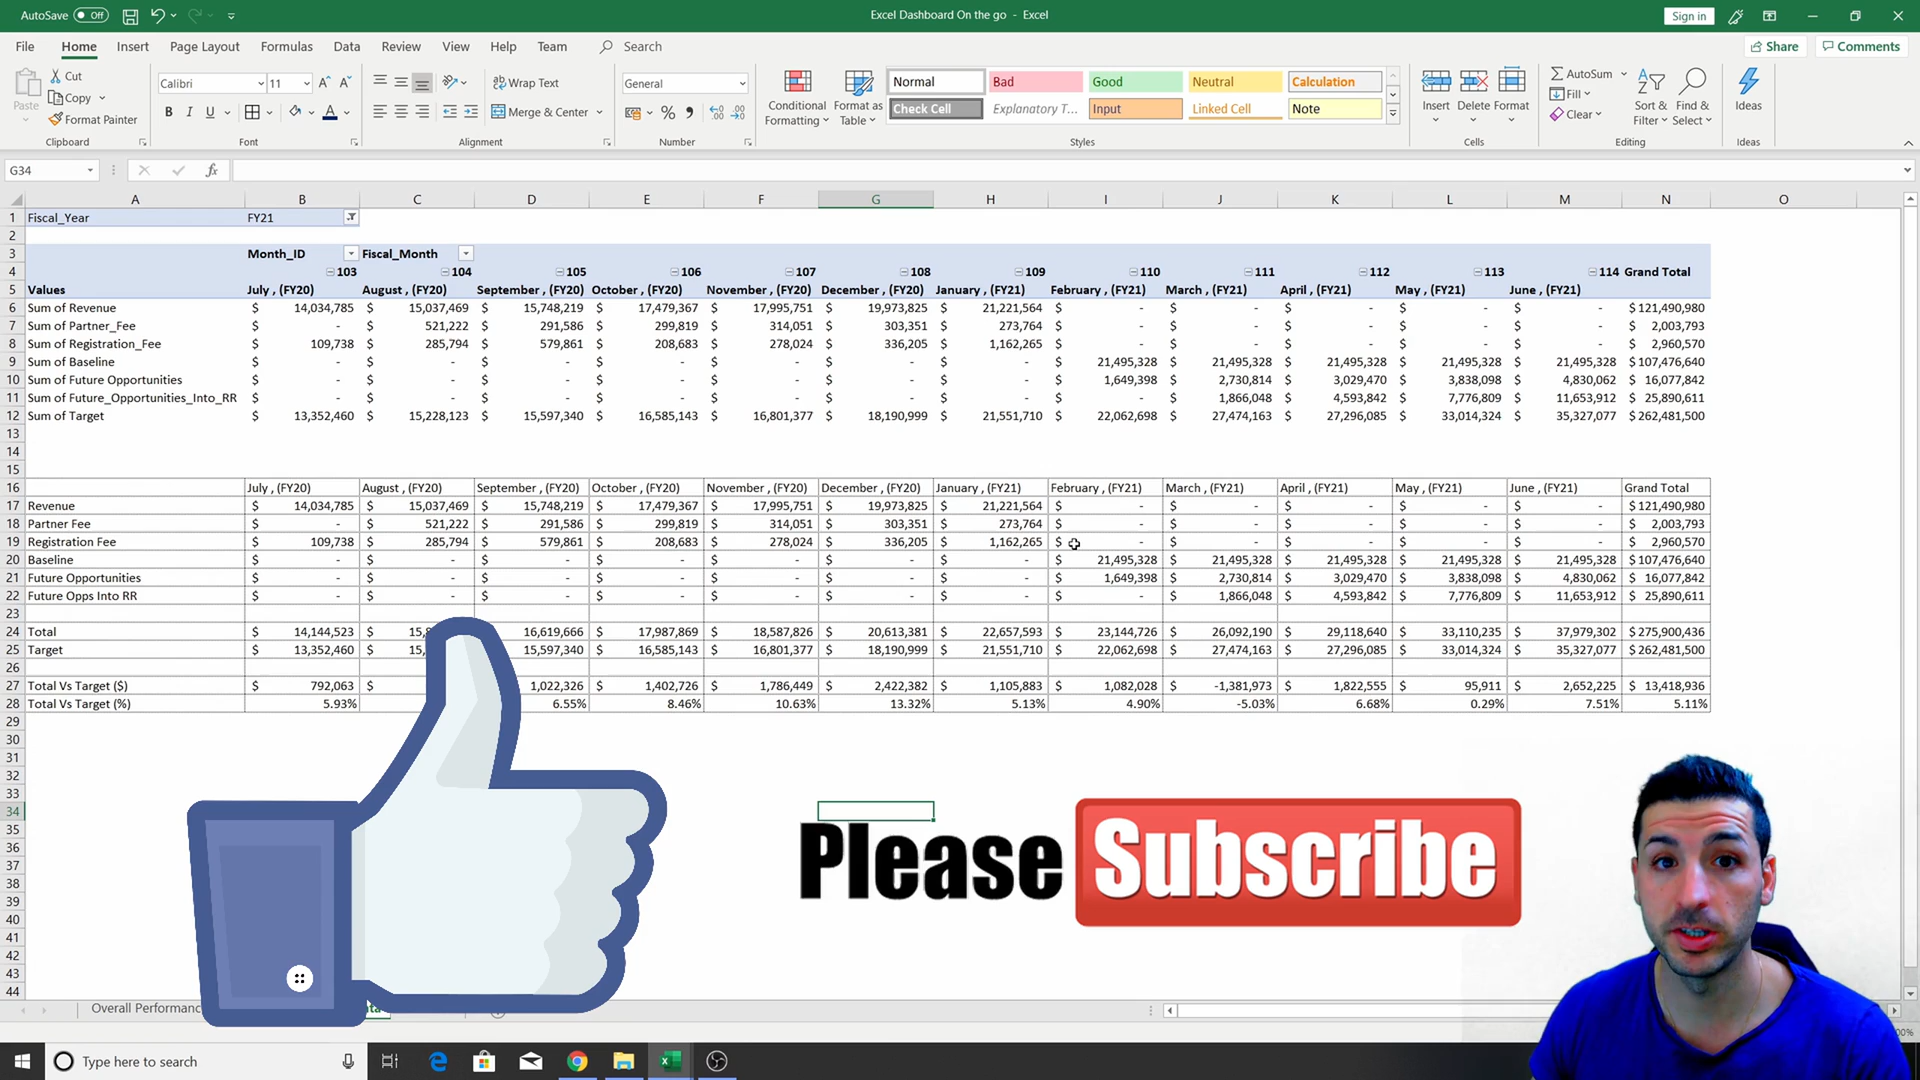 AutoSave Off
Excel Dashboard On the go - Excel
Sign in
File Home Insert Page Layout Formulas Data Review View Help Team Search
Share Comments
Paste
Cut
Copy
Format Painter
Clipboard
Calibri 11
B I U
Font
Wrap Text
Merge & Center
Alignment
General
Number
Conditional Formatting
Format as Table
Normal Bad Good Neutral Calculation
Check Cell Explanatory T... Input Linked Cell Note
Styles
Insert Delete Format
Cells
AutoSum
Fill
Clear
Sort & Filter
Find & Select
Editing
Ideas
Ideas
G34
fx
A B C D E F G H I J K L M N O
1 Fiscal_Year FY21
2
3 Month_ID Fiscal_Month
4 103 104 105 106 107 108 109 110 111 112 113 114 Grand Total
5 Values July , (FY20) August , (FY20) September , (FY20) October , (FY20) November , (FY20) December , (FY20) January , (FY21) February , (FY21) March , (FY21) April , (FY21) May , (FY21) June , (FY21)
6 Sum of Revenue $ 14,034,785 $ 15,037,469 $ 15,748,219 $ 17,479,367 $ 17,995,751 $ 19,973,825 $ 21,221,564 $ - $ - $ - $ - $ - $ 121,490,980
7 Sum of Partner_Fee $ - $ 521,222 $ 291,586 $ 299,819 $ 314,051 $ 303,351 $ 273,764 $ - $ - $ - $ - $ - $ 2,003,793
8 Sum of Registration_Fee $ 109,738 $ 285,794 $ 579,861 $ 208,683 $ 278,024 $ 336,205 $ 1,162,265 $ - $ - $ - $ - $ - $ 2,960,570
9 Sum of Baseline $ - $ - $ - $ - $ - $ - $ - $ 21,495,328 $ 21,495,328 $ 21,495,328 $ 21,495,328 $ 21,495,328 $ 107,476,640
10 Sum of Future Opportunities $ - $ - $ - $ - $ - $ - $ - $ 1,649,398 $ 2,730,814 $ 3,029,470 $ 3,838,098 $ 4,830,062 $ 16,077,842
11 Sum of Future_Opportunities_Into_RR $ - $ - $ - $ - $ - $ - $ - $ - $ 1,866,048 $ 4,593,842 $ 7,776,809 $ 11,653,912 $ 25,890,611
12 Sum of Target $ 13,352,460 $ 15,228,123 $ 15,597,340 $ 16,585,143 $ 16,801,377 $ 18,190,999 $ 21,551,710 $ 22,062,698 $ 27,474,163 $ 27,296,085 $ 33,014,324 $ 35,327,077 $ 262,481,500
13
14
15
16 July , (FY20) August , (FY20) September , (FY20) October , (FY20) November , (FY20) December , (FY20) January , (FY21) February , (FY21) March , (FY21) April , (FY21) May , (FY21) June , (FY21) Grand Total
17 Revenue $ 14,034,785 $ 15,037,469 $ 15,748,219 $ 17,479,367 $ 17,995,751 $ 19,973,825 $ 21,221,564 $ - $ - $ - $ - $ - $ 121,490,980
18 Partner Fee $ - $ 521,222 $ 291,586 $ 299,819 $ 314,051 $ 303,351 $ 273,764 $ - $ - $ - $ - $ - $ 2,003,793
19 Registration Fee $ 109,738 $ 285,794 $ 579,861 $ 208,683 $ 278,024 $ 336,205 $ 1,162,265 $ - $ - $ - $ - $ - $ 2,960,570
20 Baseline $ - $ - $ - $ - $ - $ - $ - $ 21,495,328 $ 21,495,328 $ 21,495,328 $ 21,495,328 $ 21,495,328 $ 107,476,640
21 Future Opportunities $ - $ - $ - $ - $ - $ - $ - $ 1,649,398 $ 2,730,814 $ 3,029,470 $ 3,838,098 $ 4,830,062 $ 16,077,842
22 Future Opps Into RR $ - $ - $ - $ - $ - $ - $ - $ - $ 1,866,048 $ 4,593,842 $ 7,776,809 $ 11,653,912 $ 25,890,611
23
24 Total $ 14,144,523 $ 16,619,666 $ 17,987,869 $ 18,587,826 $ 20,613,381 $ 22,657,593 $ 23,144,726 $ 26,092,190 $ 29,118,640 $ 33,110,235 $ 37,979,302 $ 275,900,436
25 Target $ 13,352,460 $ 15,597,340 $ 16,585,143 $ 16,801,377 $ 18,190,999 $ 21,551,710 $ 22,062,698 $ 27,474,163 $ 27,296,085 $ 33,014,324 $ 35,327,077 $ 262,481,500
26
27 Total Vs Target ($) $ 792,063 $ 1,022,326 $ 1,402,726 $ 1,786,449 $ 2,422,382 $ 1,105,883 $ 1,082,028 $ -1,381,973 $ 1,822,555 $ 95,911 $ 2,652,225 $ 13,418,936
28 Total Vs Target (%) 5.93% 6.55% 8.46% 10.63% 13.32% 5.13% 4.90% -5.03% 6.68% 0.29% 7.51% 5.11%
29
30
31
32
33
34
35
36
37
38
39
40
41
42
43
44
Please Subscribe
Overall Performanc
Type here to search